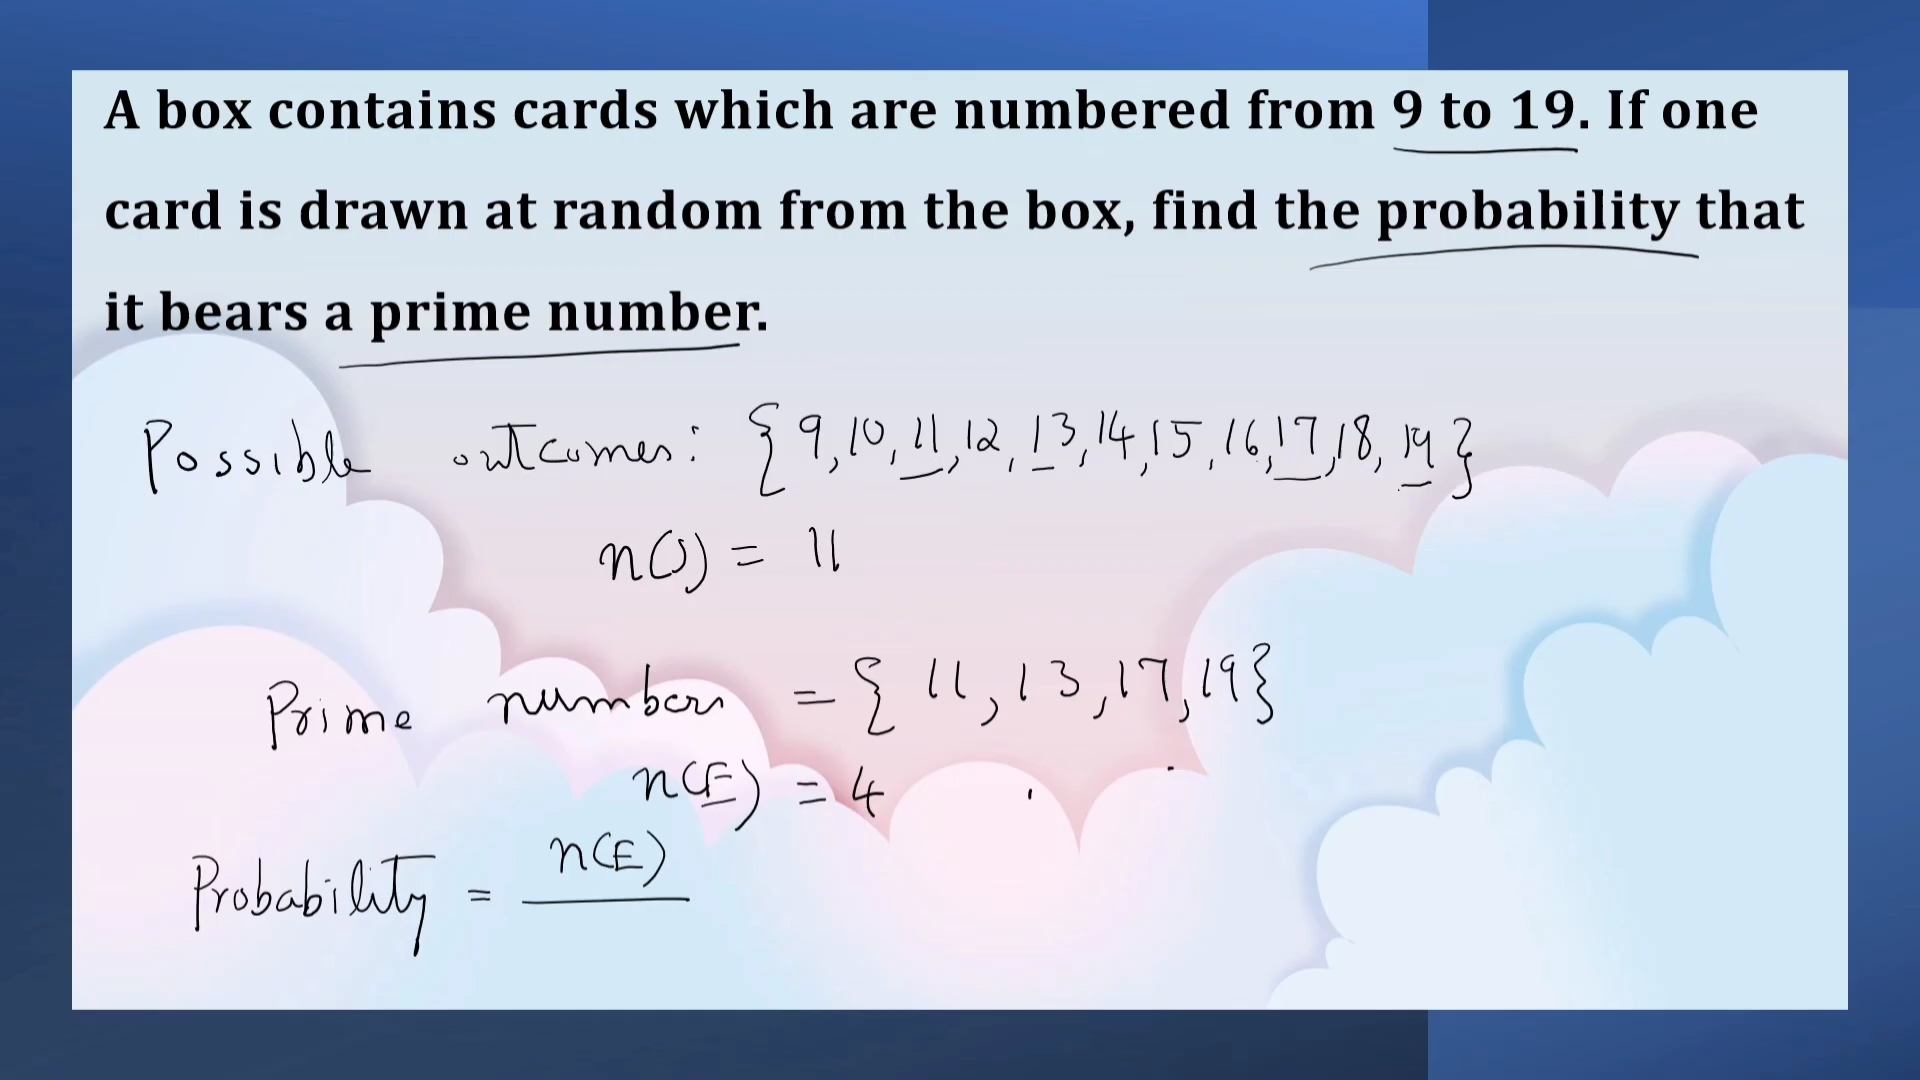 A box contains cards which are numbered from 9 to 19. If one
card is drawn at random from the box, find the probability that
it bears a prime number.
Possible outcomes: { 9, 10, 11, 12, 13, 14, 15, 16, 17, 18, 19 }
n(S) = 11
Prime numbers = { 11, 13, 17, 19}
n(E) = 4
n(E)
Probability =